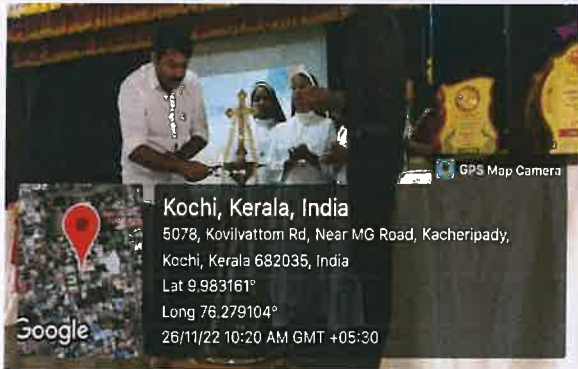 GPS Map Camera
Kochi, Kerala, India
5078, Kovilvattom Rd, Near MG Road, Kacheripady,
Kochi, Kerala 682035, India
Lat 9.983161°
Long 76.279104°
26/11/22 10:20 AM GMT +05:30
Google